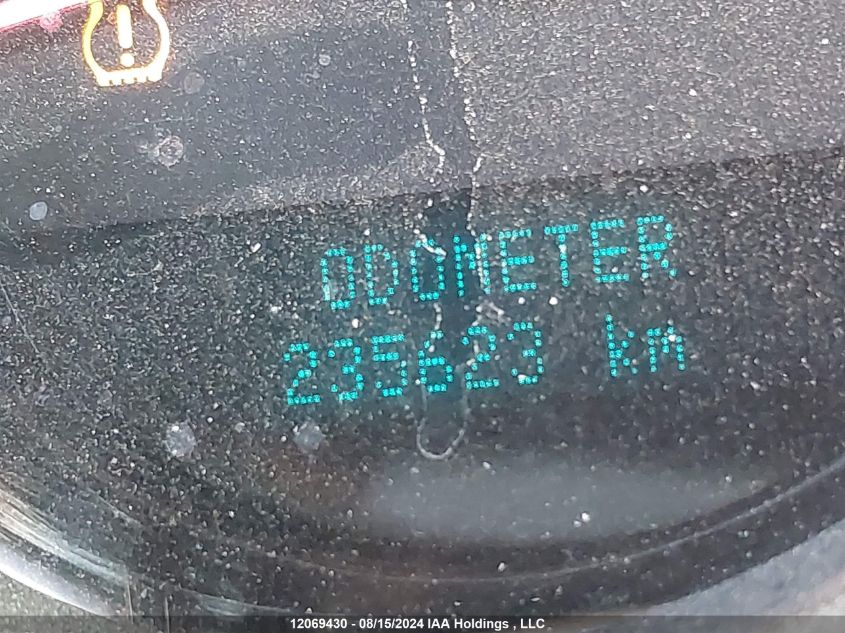 ODOMETER
235623 km
12069430 - 08/15/2024 IAA Holdings , LLC